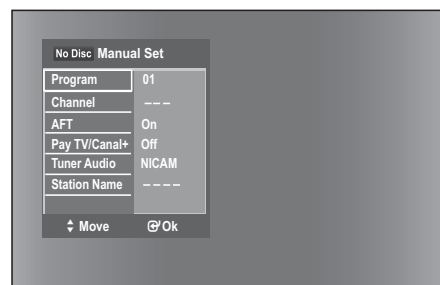 No Disc Manual Set
Program 01
Channel – – –
AFT On
Pay TV/Canal+ Off
Tuner Audio NICAM
Station Name – – – –
Move Ok